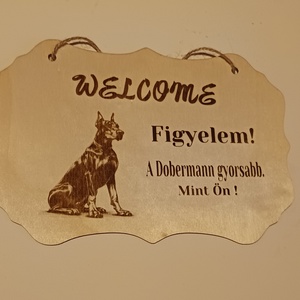 WELCOME
Figyelem!
A Dobermann gyorsabb.
Mint Ön !